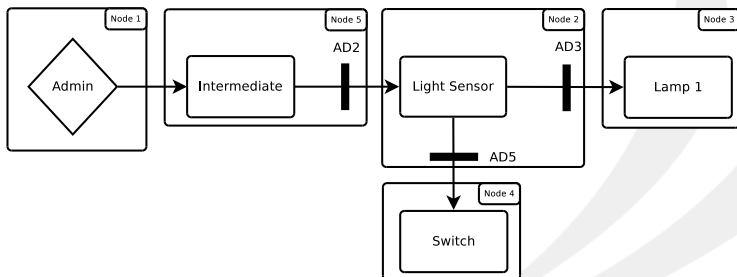 Node 1
Node 5
Node 2
Node 3
AD2
AD3
Admin
Intermediate
Light Sensor
Lamp 1
AD5
Node 4
Switch